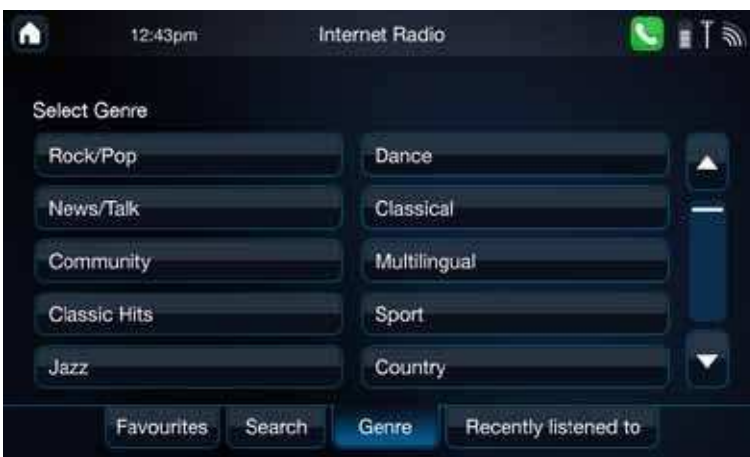 12:43pm Internet Radio
Select Genre
Rock/Pop Dance
News/Talk Classical
Community Multilingual
Classic Hits Sport
Jazz Country
Favourites Search Genre Recently listened to